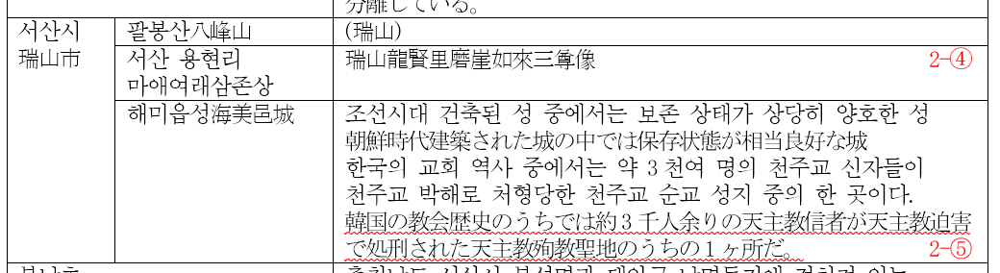 分離している。
서산시
瑞山市
팔봉산八峰山
(瑞山)
서산 용현리
마애여래삼존상
瑞山龍賢里磨崖如來三尊像
2-④
해미읍성海美邑城
조선시대 건축된 성 중에서는 보존 상태가 상당히 양호한 성
朝鮮時代建築された城の中では保存状態が相当良好な城
한국의 교회 역사 중에서는 약 3천여 명의 천주교 신자들이
천주교 박해로 처형당한 천주교 순교 성지 중의 한 곳이다.
韓国の教会歴史のうちでは約3千人余りの天主教信者が天主教迫害
で処刑された天主教殉教聖地のうちの1ヶ所だ。
2-⑤